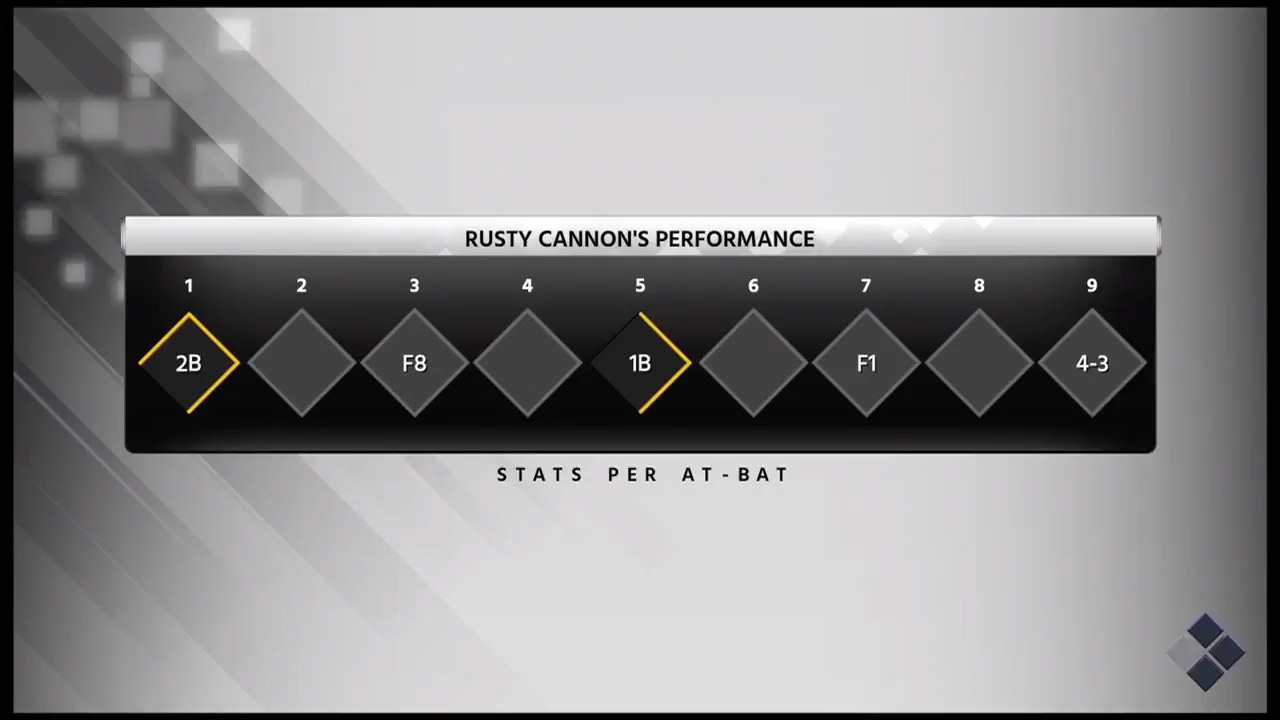 RUSTY CANNON'S PERFORMANCE
1 2 3 4 5 6 7 8 9
2B F8 1B F1 4-3
STATS PER AT-BAT